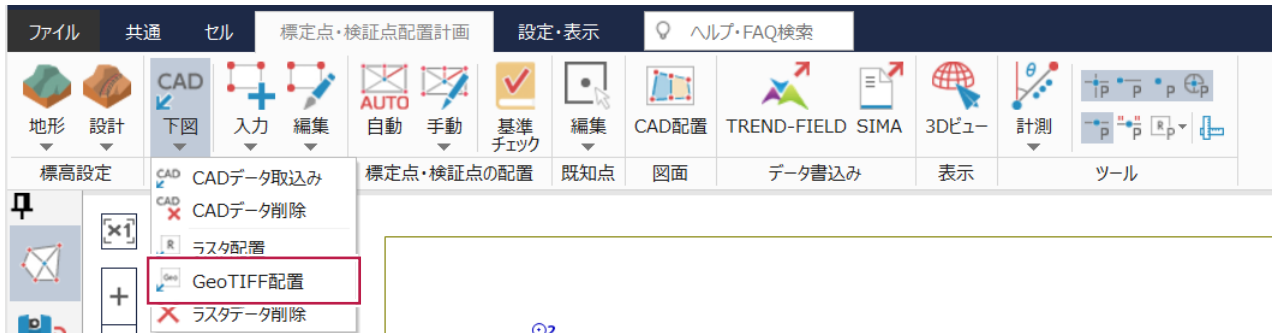 ファイル 共通 セル 標定点・検証点配置計画 設定・表示 ヘルプ・FAQ検索
CAD AUTO θ P P P P
地形 設計 下図 入力 編集 自動 手動 基準チェック 編集 CAD配置 TREND-FIELD SIMA 3Dビュー 計測 P P R P
標高設定 標定点・検証点の配置 既知点 図面 データ書込み 表示 ツール
CAD CADデータ取込み
CAD CADデータ削除
R ラスタ配置
Geo GeoTIFF配置
ラスタデータ削除
×1
+
2